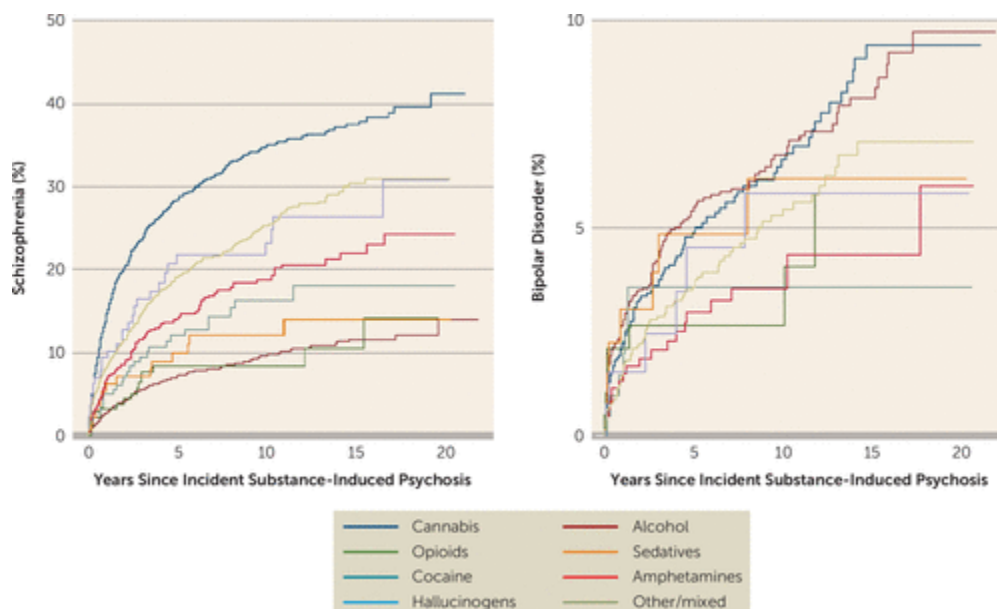 50
40
30
20
10
0
Schizophrenia (%)
0 5 10 15 20
Years Since Incident Substance-Induced Psychosis
10
5
0
Bipolar Disorder (%)
0 5 10 15 20
Years Since Incident Substance-Induced Psychosis
Cannabis Alcohol
Opioids Sedatives
Cocaine Amphetamines
Hallucinogens Other/mixed